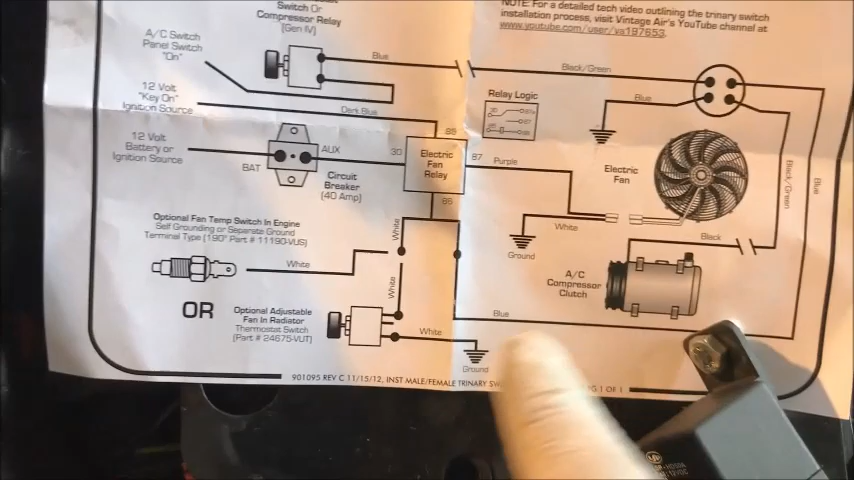 Switch Or
Compressor Relay
(Gen IV)
NOTE: For a detailed tech video outlining the trinary switch
installation process, visit Vintage Air's YouTube channel at
www.youtube.com/user/va197653.
A/C Switch
Panel Switch
"On"
Blue
Black/Green
12 Volt
"Key On"
Ignition Source
Dark Blue
Relay Logic
30
87
Blue
12 Volt
Battery or
Ignition Source
BAT
AUX
Circuit
Breaker
(40 Amp)
30
Electric
Fan
Relay
87
Purple
Electric
Fan
White
Ground
Black/Green
Blue
Black
Optional Fan Temp Switch In Engine
Self Grounding or Separate Ground
Terminal Type (190° Part # 11190-VUS)
White
White
White
A/C
Compressor
Clutch
OR
Optional Adjustable
Fan In Radiator
Thermostat Switch
(Part # 24675-VUT)
White
Blue
Ground
901095 REV C 11/15/12, INST MALE/FEMALE TRINARY
1 OF 1